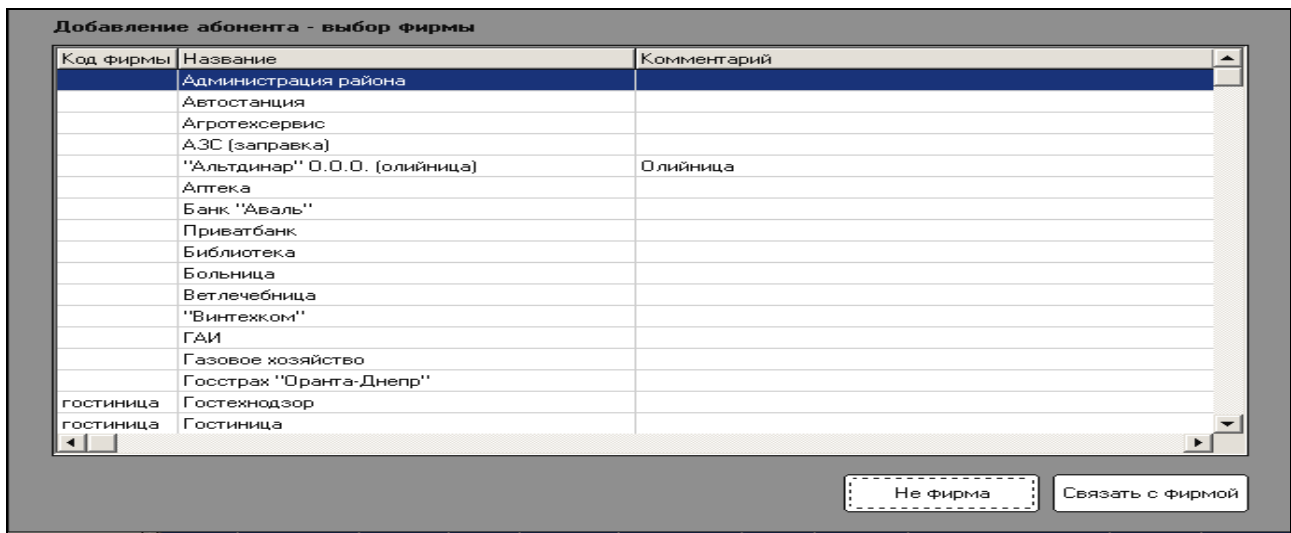 Добавление абонента - выбор фирмы
Код фирмы Название Комментарий
Администрация района
Автостанция
Агротехсервис
АЗС (заправка)
"Альтдинар" О.О.О. (олийница) Олийница
Аптека
Банк "Аваль"
Приватбанк
Библиотека
Больница
Ветлечебница
"Винтехком"
ГАИ
Газовое хозяйство
Госстрах "Оранта-Днепр"
гостиница Гостехнодзор
гостиница Гостиница
Не фирма Связать с фирмой